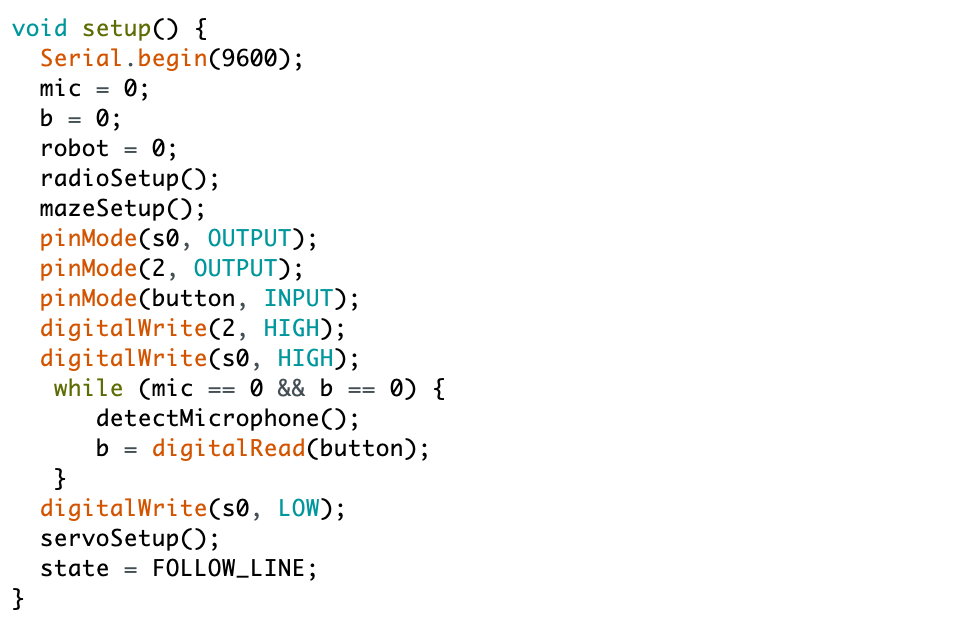 void setup() {
  Serial.begin(9600);
  mic = 0;
  b = 0;
  robot = 0;
  radioSetup();
  mazeSetup();
  pinMode(s0, OUTPUT);
  pinMode(2, OUTPUT);
  pinMode(button, INPUT);
  digitalWrite(2, HIGH);
  digitalWrite(s0, HIGH);
   while (mic == 0 && b == 0) {
      detectMicrophone();
      b = digitalRead(button);
   }
  digitalWrite(s0, LOW);
  servoSetup();
  state = FOLLOW_LINE;
}